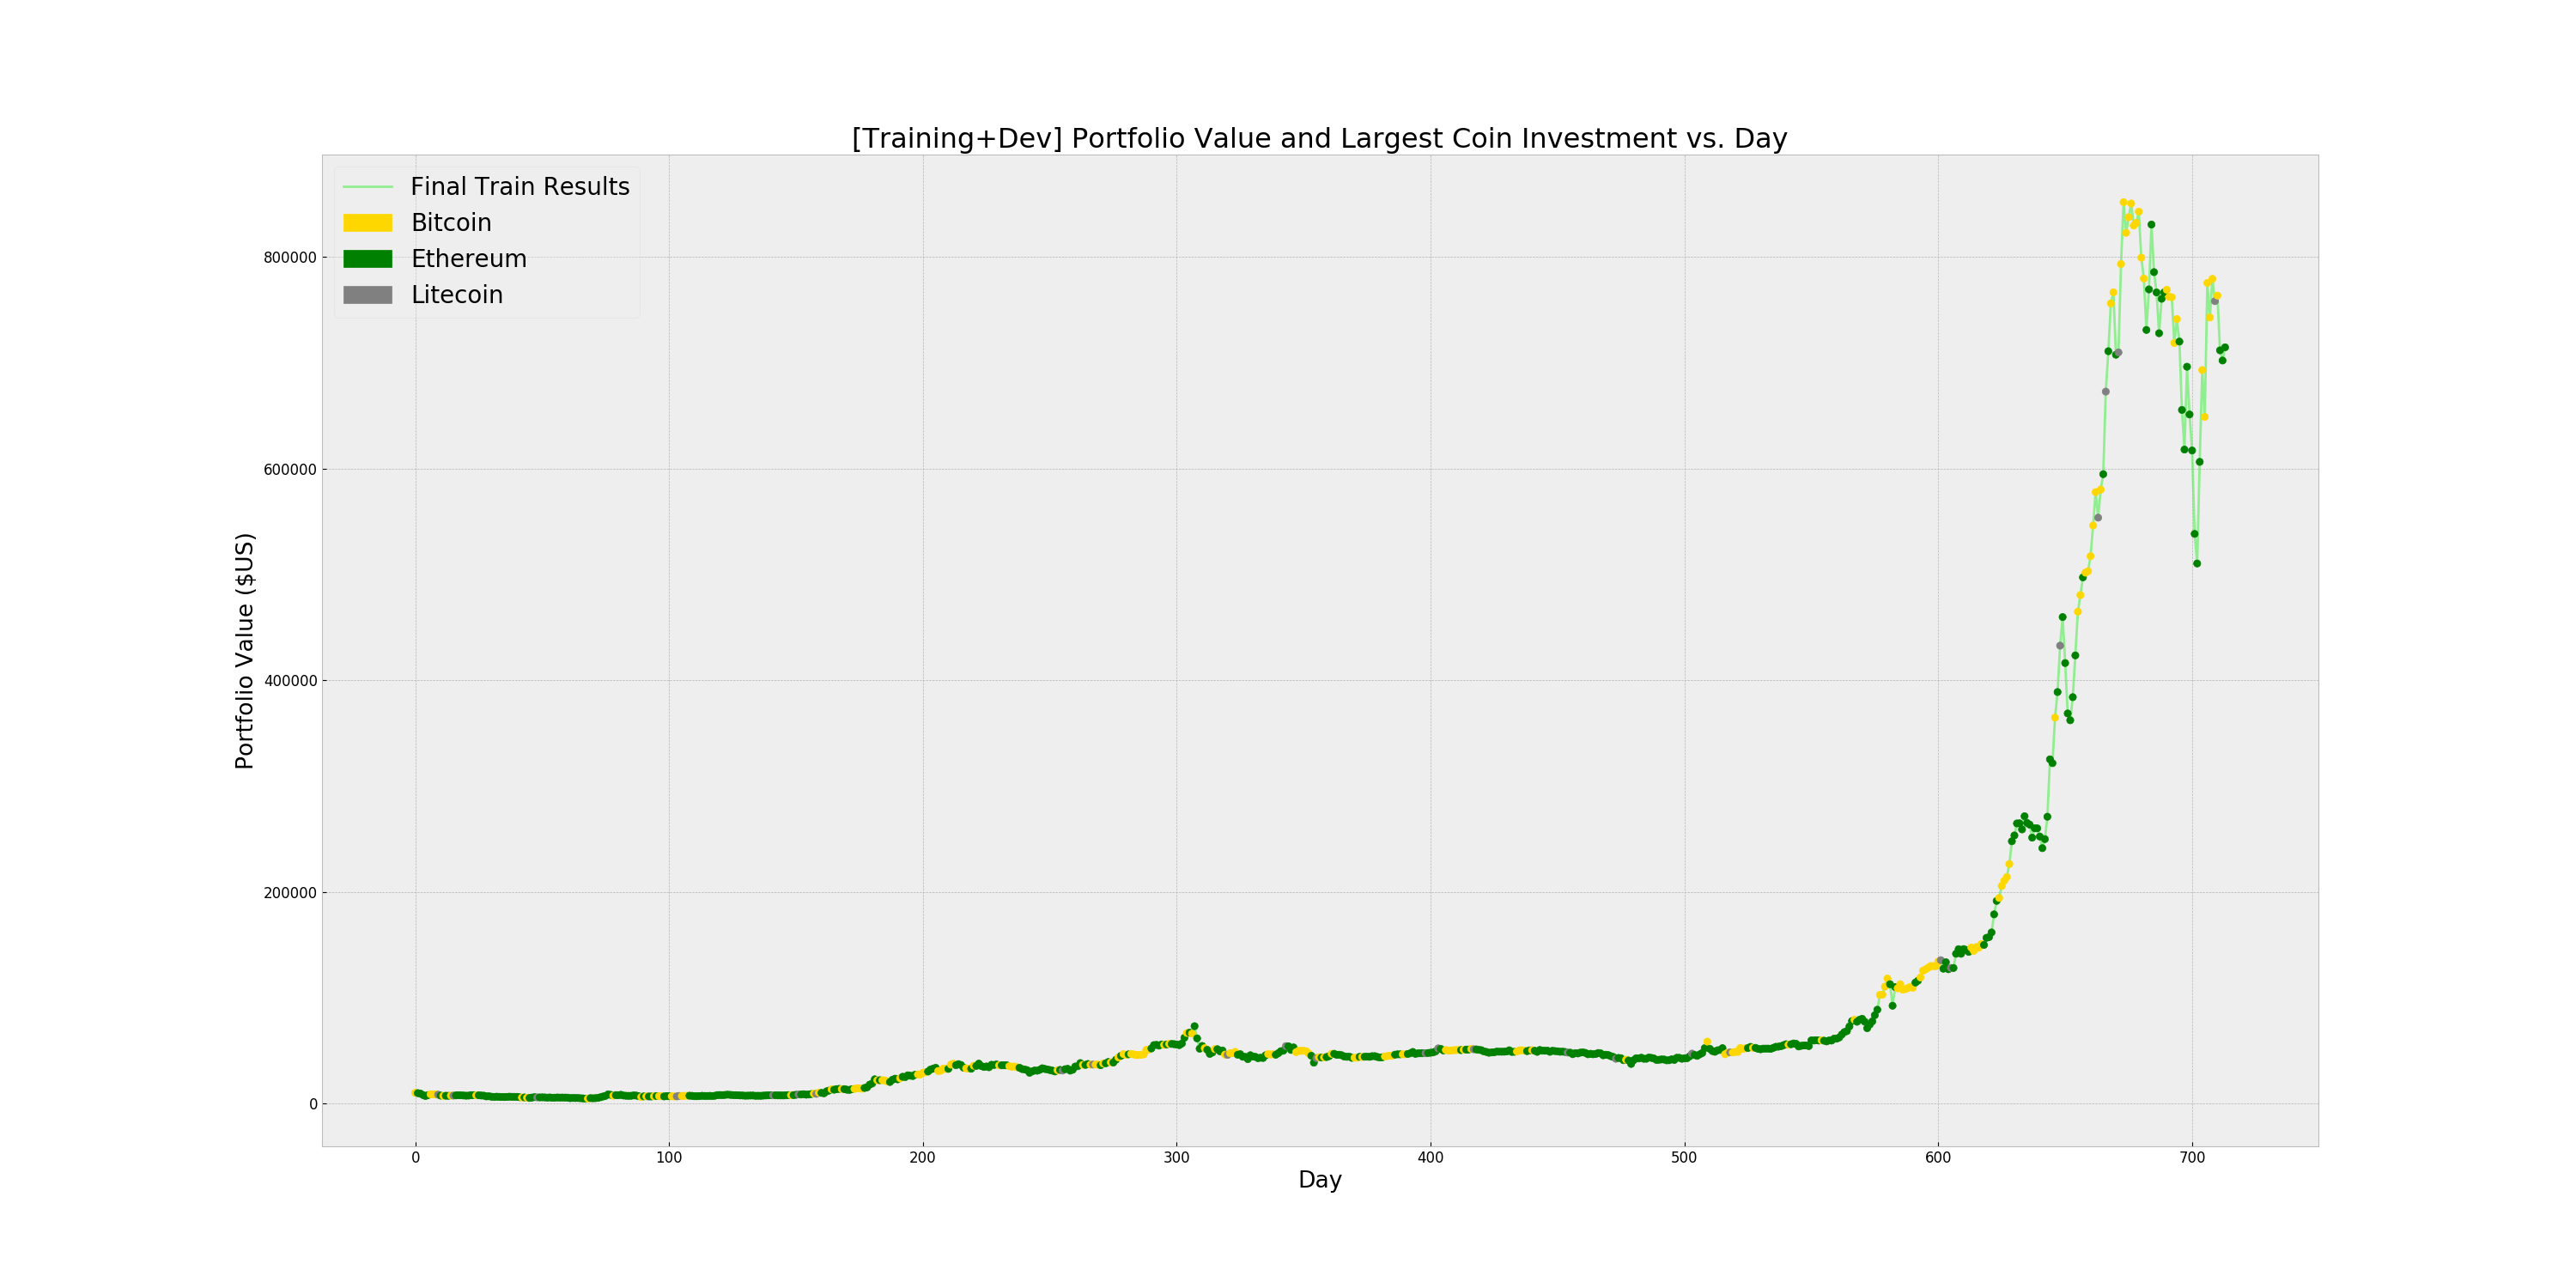 [Training+Dev] Portfolio Value and Largest Coin Investment vs. Day
Final Train Results
Bitcoin
Ethereum
Litecoin
Portfolio Value ($US)
800000
600000
400000
200000
0
0 100 200 300 400 500 600 700
Day